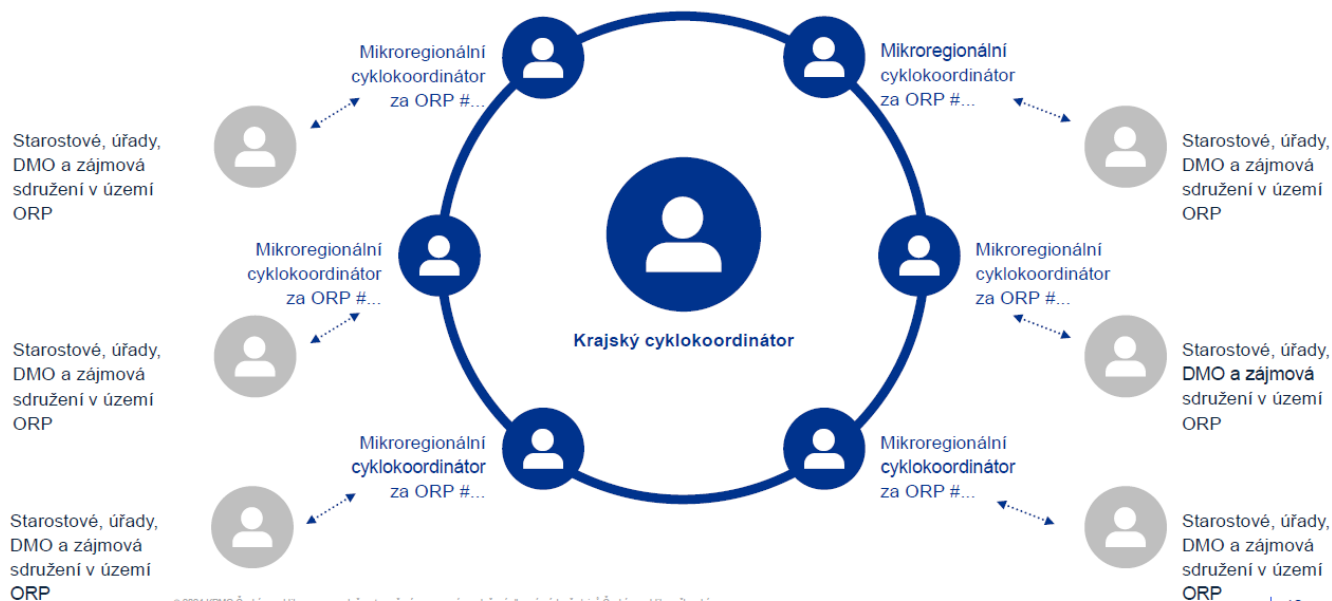 Mikroregionální
cyklokoordinátor
za ORP #...
Mikroregionální
cyklokoordinátor
za ORP #...
Starostové, úřady,
DMO a zájmová
sdružení v území
ORP
Starostové, úřady,
DMO a zájmová
sdružení v území
ORP
Mikroregionální
cyklokoordinátor
za ORP #...
Mikroregionální
cyklokoordinátor
za ORP #...
Krajský cyklokoordinátor
Starostové, úřady,
DMO a zájmová
sdružení v území
ORP
Starostové, úřady,
DMO a zájmová
sdružení v území
ORP
Mikroregionální
cyklokoordinátor
za ORP #...
Mikroregionální
cyklokoordinátor
za ORP #...
Starostové, úřady,
DMO a zájmová
sdružení v území
ORP
Starostové, úřady,
DMO a zájmová
sdružení v území
ORP